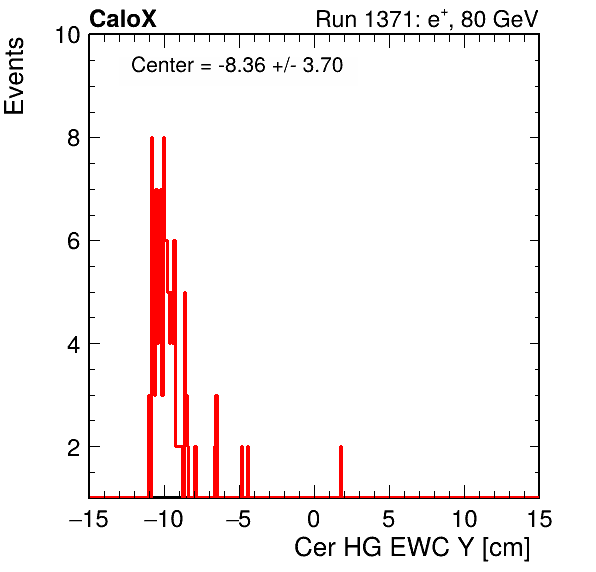 CaloX
Run 1371: e+, 80 GeV
Events
Center = -8.36 +/- 3.70
10
8
6
4
2
−15 −10 −5 0 5 10 15
Cer HG EWC Y [cm]